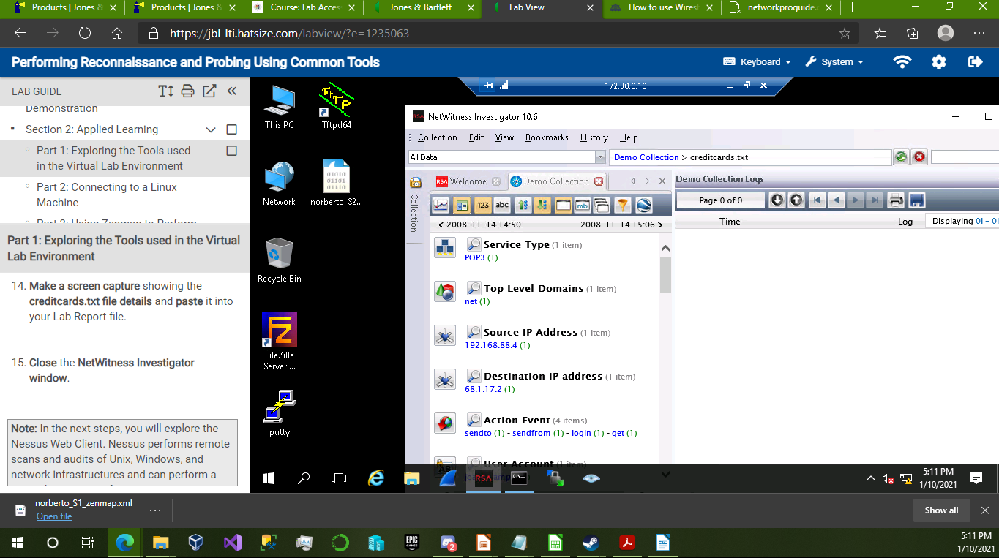 Products | Jones &
Products | Jones &
Course: Lab Acces
Jones & Bartlett
Lab View
How to use Wiresh
networkproguide.c
https://jbl-lti.hatsize.com/labview/?e=1235063
Performing Reconnaissance and Probing Using Common Tools
Keyboard
System
LAB GUIDE
Demonstration
Section 2: Applied Learning
Part 1: Exploring the Tools used
in the Virtual Lab Environment
Part 2: Connecting to a Linux
Machine
Part 3: Using Zenmap to Perform
Part 1: Exploring the Tools used in the Virtual
Lab Environment
14. Make a screen capture showing the
creditcards.txt file details and paste it into
your Lab Report file.
15. Close the NetWitness Investigator
window.
Note: In the next steps, you will explore the
Nessus Web Client. Nessus performs remote
scans and audits of Unix, Windows, and
network infrastructures and can perform a
This PC
Tftpd64
Network
norberto_S2...
Recycle Bin
FileZilla
Server ...
putty
172.30.0.10
RSA NetWitness Investigator 10.6
Collection Edit View Bookmarks History Help
All Data
Demo Collection > creditcards.txt
RSA Welcome
Demo Collection
Collection
123
abc
mb
< 2008-11-14 14:50
2008-11-14 15:06 >
Service Type (1 item)
POP3 (1)
Top Level Domains (1 item)
net (1)
Source IP Address (1 item)
192.168.88.4 (1)
Destination IP address (1 item)
68.1.17.2 (1)
Action Event (4 items)
sendto (1) - sendfrom (1) - login (1) - get (1)
User Account (1 item)
Demo Collection Logs
Page 0 of 0
Time
Log
Displaying 0I - 0I
RSA
5:11 PM
1/10/2021
norberto_S1_zenmap.xml
Open file
Show all
EPIC
GAMES
2
5:11 PM
1/10/2021